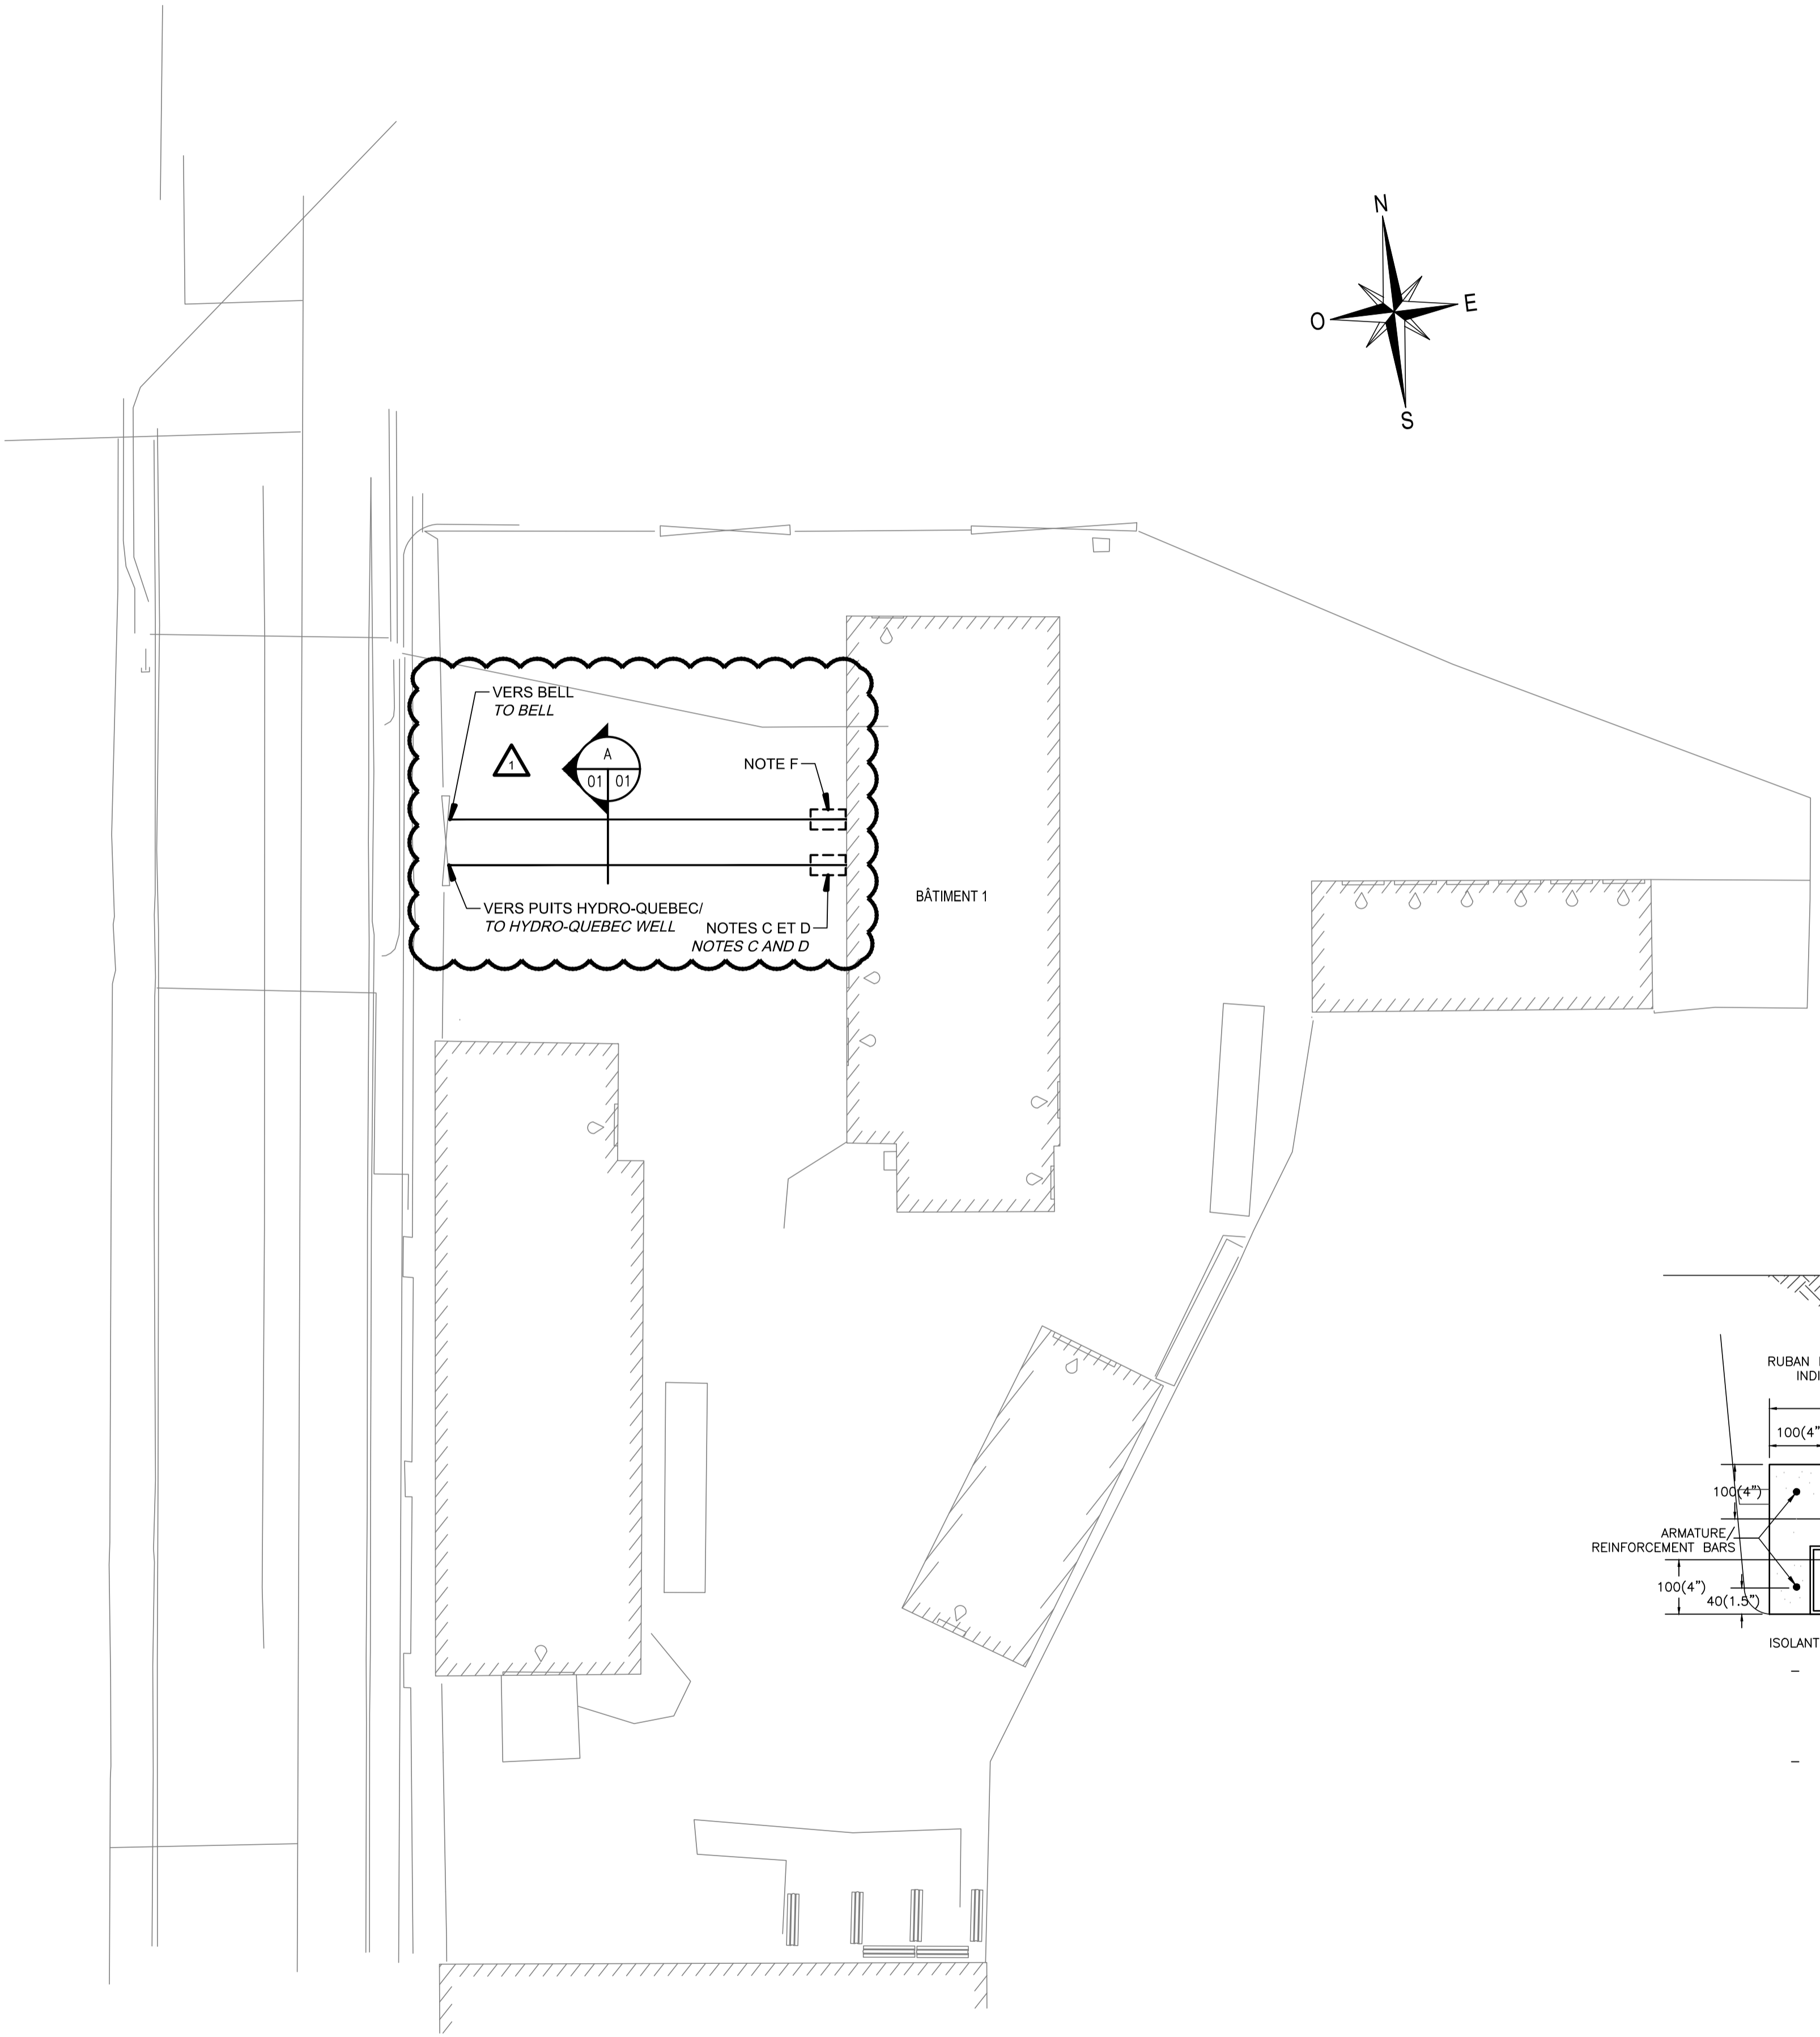 N
O
E
S
VERS BELL
TO BELL
1
A
01 01
NOTE F
BÂTIMENT 1
VERS PUITS HYDRO-QUEBEC/
TO HYDRO-QUEBEC WELL
NOTES C ET D
NOTES C AND D
RUBAN
INDI
100(4"
100(4")
ARMATURE/
REINFORCEMENT BARS
100(4")
40(1.5")
ISOLANT
-
-